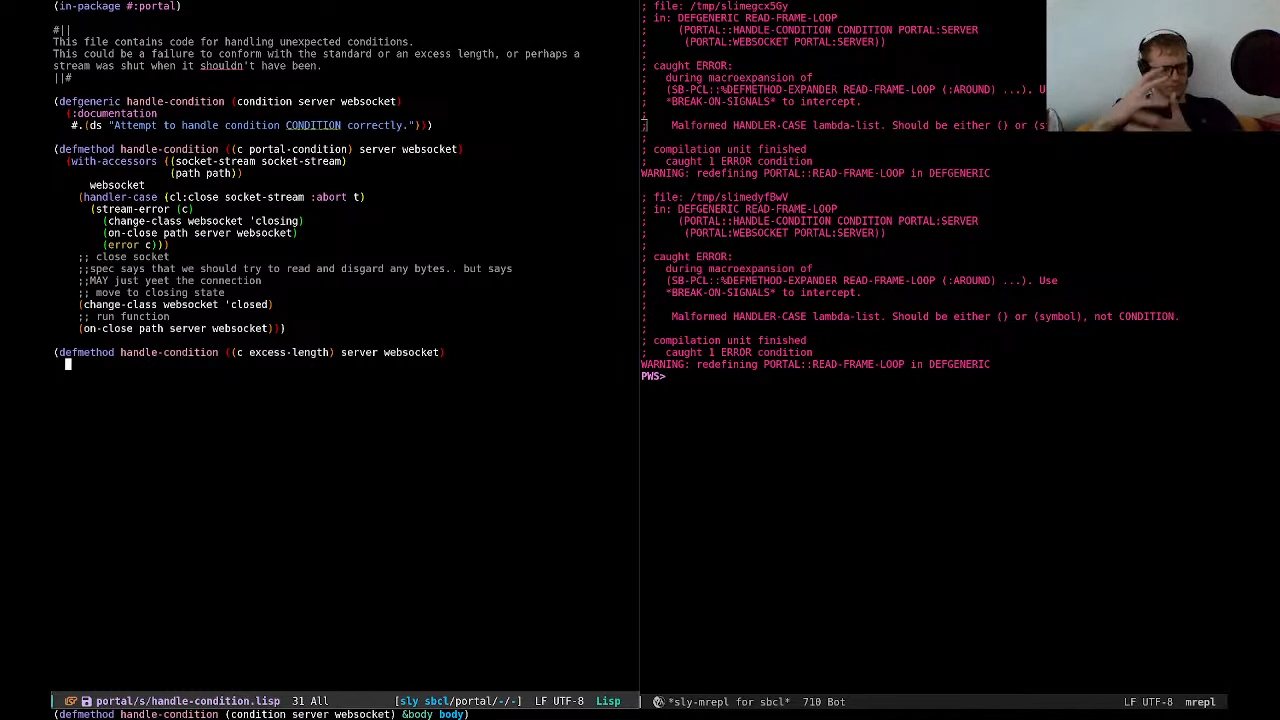 (in-package #:portal)
#||
This file contains code for handling unexpected conditions.
This could be a failure to conform with the standard or an excess length, or perhaps a
stream was shut when it shouldn't have been.
||#
(defgeneric handle-condition (condition server websocket)
(:documentation
#.(ds "Attempt to handle condition CONDITION correctly.")))
(defmethod handle-condition ((c portal-condition) server websocket)
(with-accessors ((socket-stream socket-stream)
(path path))
websocket
(handler-case (cl:close socket-stream :abort t)
(stream-error (c)
(change-class websocket 'closing)
(on-close path server websocket)
(error c)))
;; close socket
;;spec says that we should try to read and disgard any bytes.. but says
;;MAY just yeet the connection
;; move to closing state
(change-class websocket 'closed)
;; run function
(on-close path server websocket)))
(defmethod handle-condition ((c excess-length) server websocket)
portal/s/handle-condition.lisp 31 All [sly sbcl/portal/-/-] LF UTF-8 Lisp
(defmethod handle-condition (condition server websocket) &body body)
; file: /tmp/slimegcx5Gy
; in: DEFGENERIC READ-FRAME-LOOP
; (PORTAL::HANDLE-CONDITION CONDITION PORTAL:SERVER
; (PORTAL:WEBSOCKET PORTAL:SERVER))
;
; caught ERROR:
; during macroexpansion of
; (SB-PCL::%DEFMETHOD-EXPANDER READ-FRAME-LOOP (:AROUND) ...).
; *BREAK-ON-SIGNALS* to intercept.
;
; Malformed HANDLER-CASE lambda-list. Should be either () or
;
; compilation unit finished
; caught 1 ERROR condition
WARNING: redefining PORTAL::READ-FRAME-LOOP in DEFGENERIC
; file: /tmp/slimedyfBwV
; in: DEFGENERIC READ-FRAME-LOOP
; (PORTAL::HANDLE-CONDITION CONDITION PORTAL:SERVER
; (PORTAL:WEBSOCKET PORTAL:SERVER))
;
; caught ERROR:
; during macroexpansion of
; (SB-PCL::%DEFMETHOD-EXPANDER READ-FRAME-LOOP (:AROUND) ...). Use
; *BREAK-ON-SIGNALS* to intercept.
;
; Malformed HANDLER-CASE lambda-list. Should be either () or (symbol), not CONDITION.
;
; compilation unit finished
; caught 1 ERROR condition
WARNING: redefining PORTAL::READ-FRAME-LOOP in DEFGENERIC
PWS>
*sly-mrepl for sbcl* 710 Bot LF UTF-8 mrepl